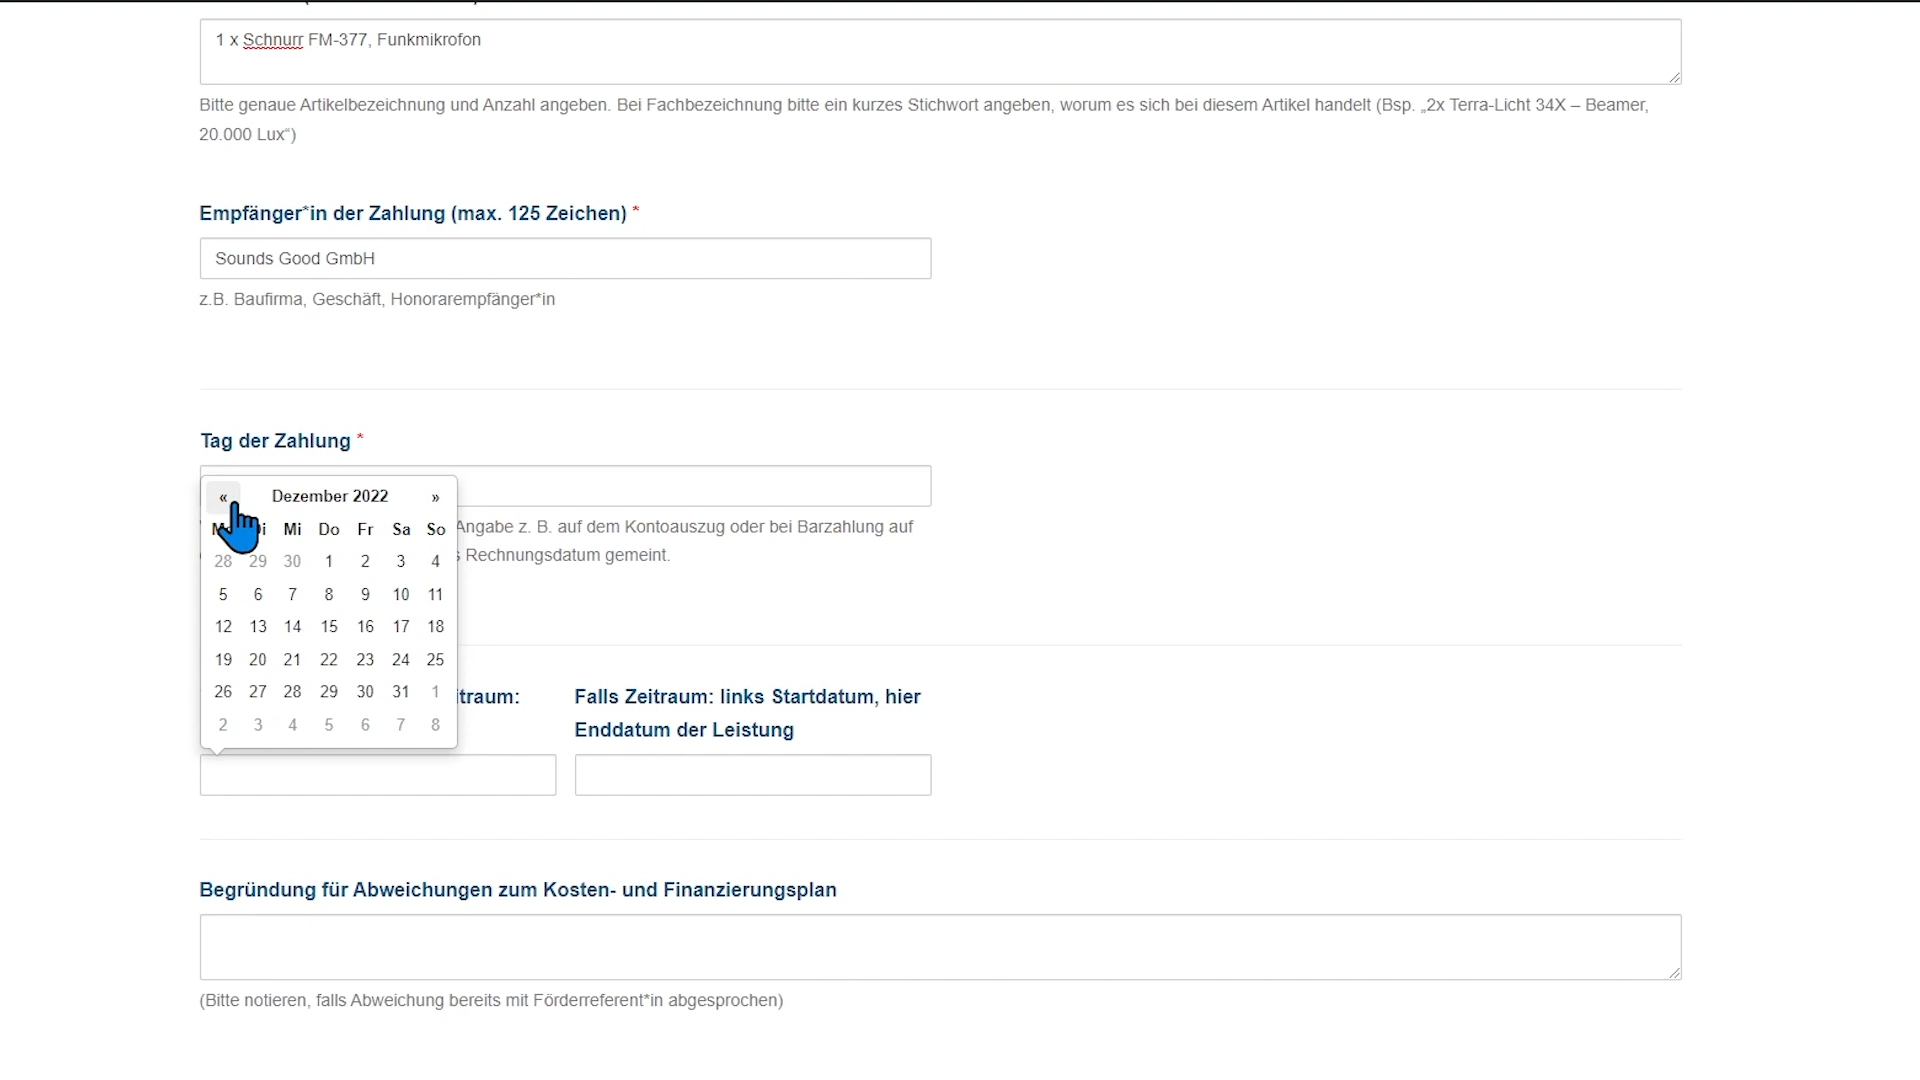 1 x Schnurr FM-377, Funkmikrofon
Bitte genaue Artikelbezeichnung und Anzahl angeben. Bei Fachbezeichnung bitte ein kurzes Stichwort angeben, worum es sich bei diesem Artikel handelt (Bsp. „2x Terra-Licht 34X – Beamer,
20.000 Lux“)
Empfänger*in der Zahlung (max. 125 Zeichen) *
Sounds Good GmbH
z.B. Baufirma, Geschäft, Honorarempfänger*in
Tag der Zahlung *
« Dezember 2022 »
Mi Do Fr Sa So
28 29 30 1 2 3 4
5 6 7 8 9 10 11
12 13 14 15 16 17 18
19 20 21 22 23 24 25
26 27 28 29 30 31 1
2 3 4 5 6 7 8
Angabe z. B. auf dem Kontoauszug oder bei Barzahlung auf
Rechnungsdatum gemeint.
itraum:
Falls Zeitraum: links Startdatum, hier
Enddatum der Leistung
Begründung für Abweichungen zum Kosten- und Finanzierungsplan
(Bitte notieren, falls Abweichung bereits mit Förderreferent*in abgesprochen)